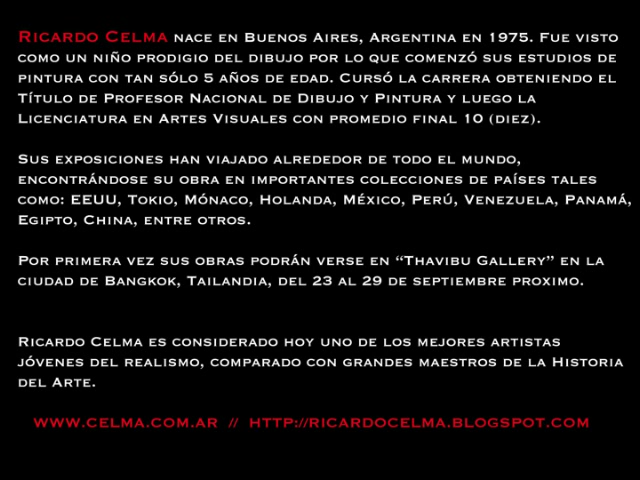 Ricardo Celma nace en Buenos Aires, Argentina en 1975. Fue visto
como un niño prodigio del dibujo por lo que comenzó sus estudios de
pintura con tan sólo 5 años de edad. Cursó la carrera obteniendo el
Título de Profesor Nacional de Dibujo y Pintura y luego la
Licenciatura en Artes Visuales con promedio final 10 (diez).
Sus exposiciones han viajado alrededor de todo el mundo,
encontrándose su obra en importantes colecciones de países tales
como: EEUU, Tokio, Mónaco, Holanda, México, Perú, Venezuela, Panamá,
Egipto, China, entre otros.
Por primera vez sus obras podrán verse en “Thavibu Gallery” en la
ciudad de Bangkok, Tailandia, del 23 al 29 de septiembre proximo.
Ricardo Celma es considerado hoy uno de los mejores artistas
jóvenes del realismo, comparado con grandes maestros de la Historia
del Arte.
www.celma.com.ar // http://ricardocelma.blogspot.com